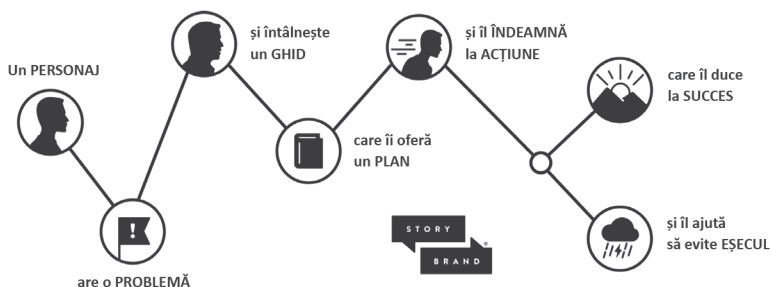 Un PERSONAJ
are o PROBLEMĂ
și întâlnește
un GHID
care îi oferă
un PLAN
și îl ÎNDEAMNĂ
la ACȚIUNE
care îl duce
la SUCCES
și îl ajută
să evite EȘECUL
STORY
BRAND